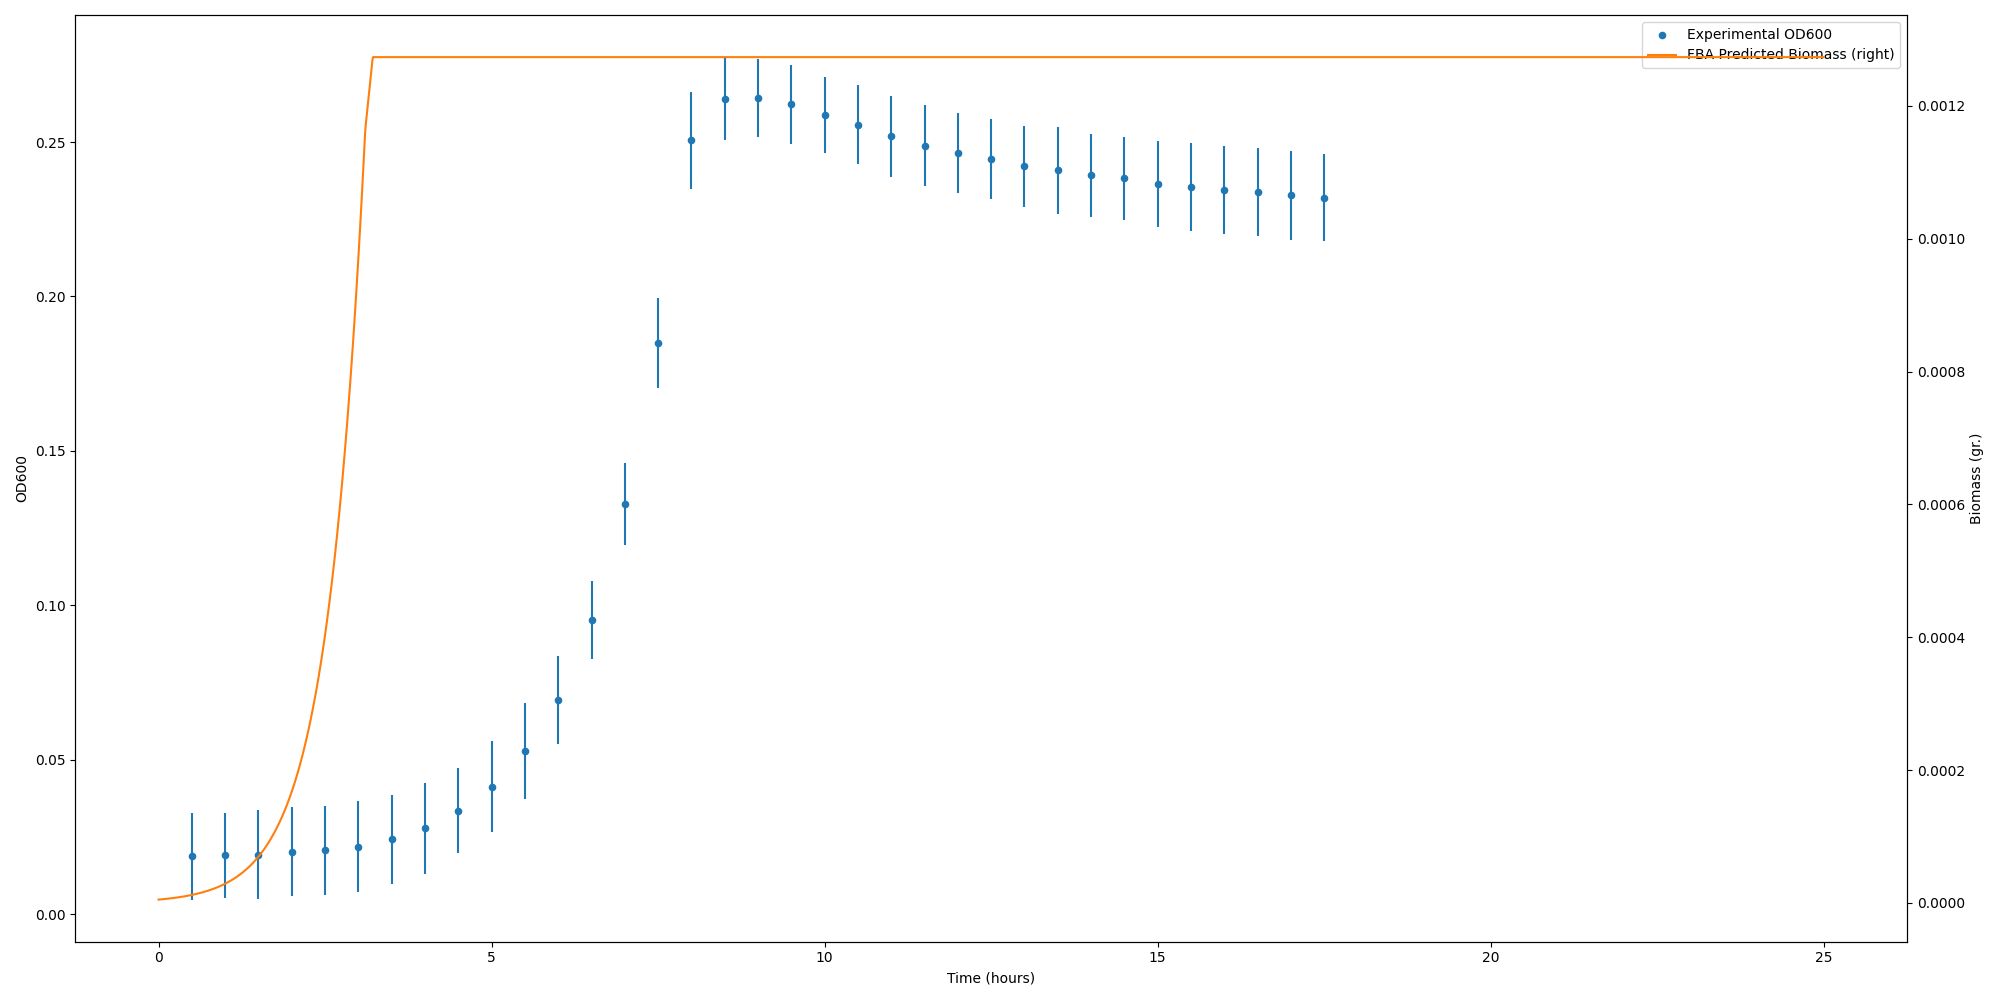 Experimental OD600
FBA Predicted Biomass (right)
0.25
0.20
0.15
0.10
0.05
0.00
OD600
0.0012
0.0010
0.0008
0.0006
0.0004
0.0002
0.0000
Biomass (gr.)
0 5 10 15 20 25
Time (hours)